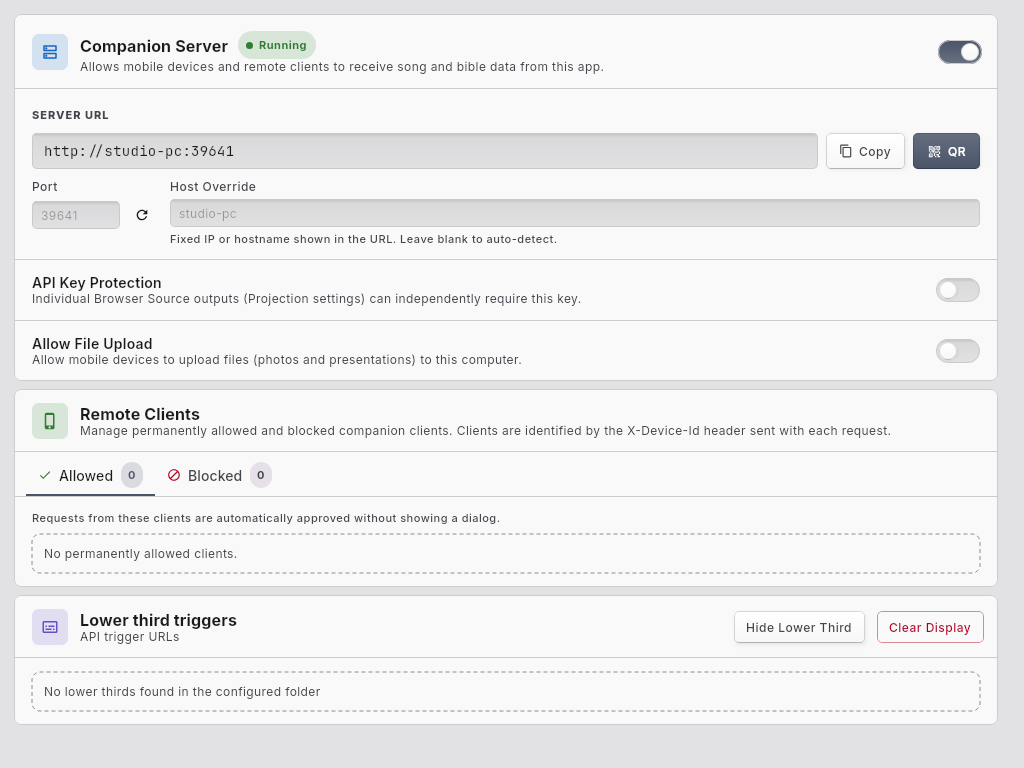 Companion Server
Running
Allows mobile devices and remote clients to receive song and bible data from this app.
SERVER URL
http://studio-pc:39641
Copy
QR
Port
Host Override
39641
studio-pc
Fixed IP or hostname shown in the URL. Leave blank to auto-detect.
API Key Protection
Individual Browser Source outputs (Projection settings) can independently require this key.
Allow File Upload
Allow mobile devices to upload files (photos and presentations) to this computer.
Remote Clients
Manage permanently allowed and blocked companion clients. Clients are identified by the X-Device-Id header sent with each request.
Allowed 0
Blocked 0
Requests from these clients are automatically approved without showing a dialog.
No permanently allowed clients.
Lower third triggers
API trigger URLs
Hide Lower Third
Clear Display
No lower thirds found in the configured folder